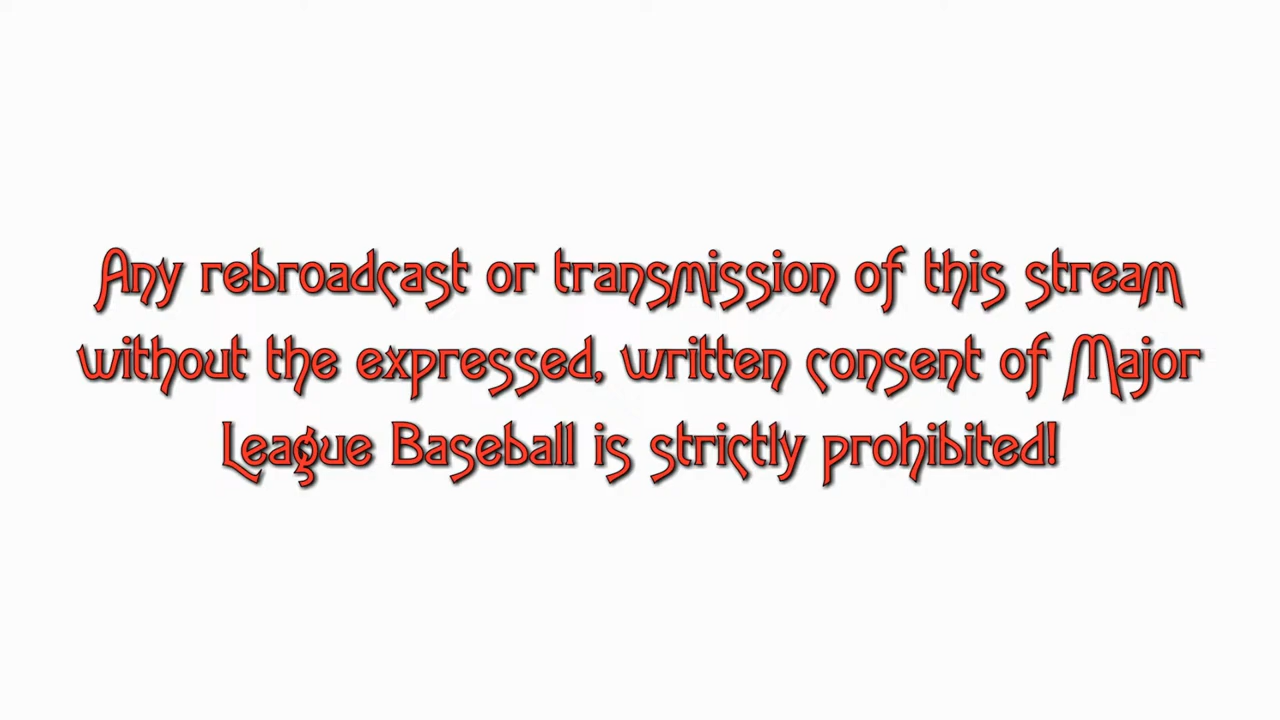 Any rebroadcast or transmission of this stream
without the expressed, written consent of Major
League Baseball is strictly prohibited!